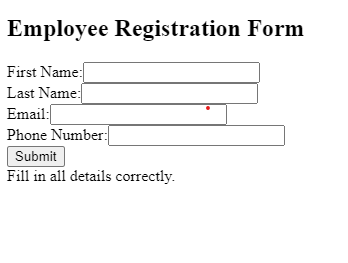 Employee Registration Form
First Name:
Last Name:
Email:
Phone Number:
Submit
Fill in all details correctly.